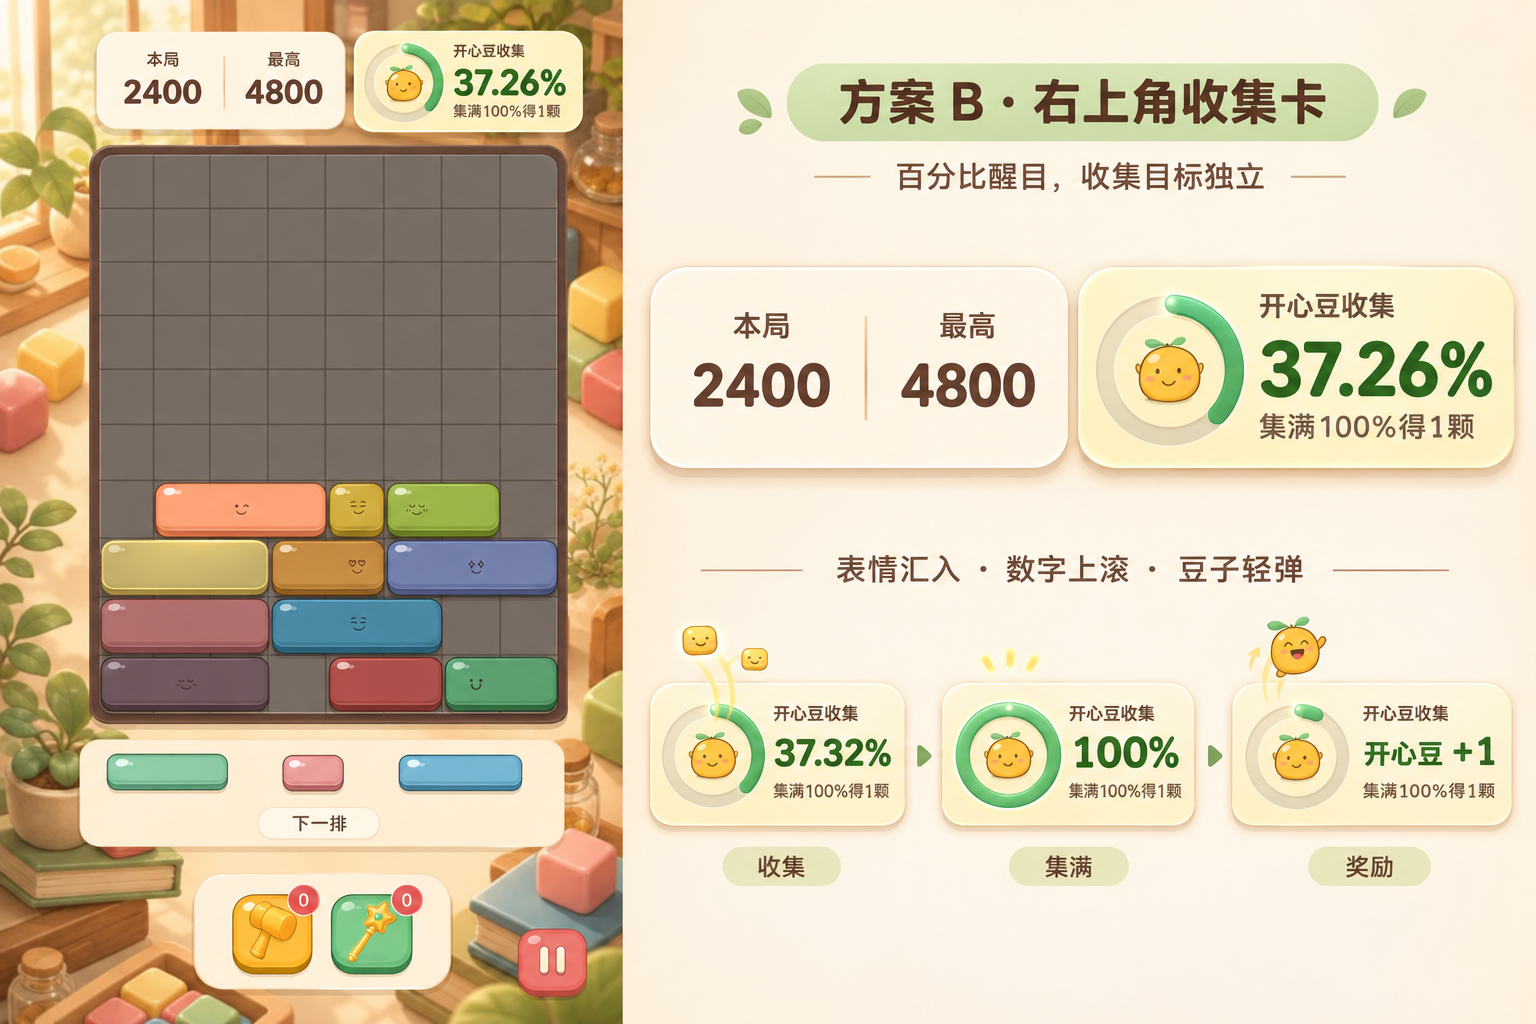 本局
2400
最高
4800
开心豆收集
37.26%
集满100%得1颗
下一排
0
0
方案 B · 右上角收集卡
百分比醒目，收集目标独立
本局
2400
最高
4800
开心豆收集
37.26%
集满100%得1颗
表情汇入 · 数字上滚 · 豆子轻弹
开心豆收集
37.32%
集满100%得1颗
收集
开心豆收集
100%
集满100%得1颗
集满
开心豆收集
开心豆 +1
集满100%得1颗
奖励